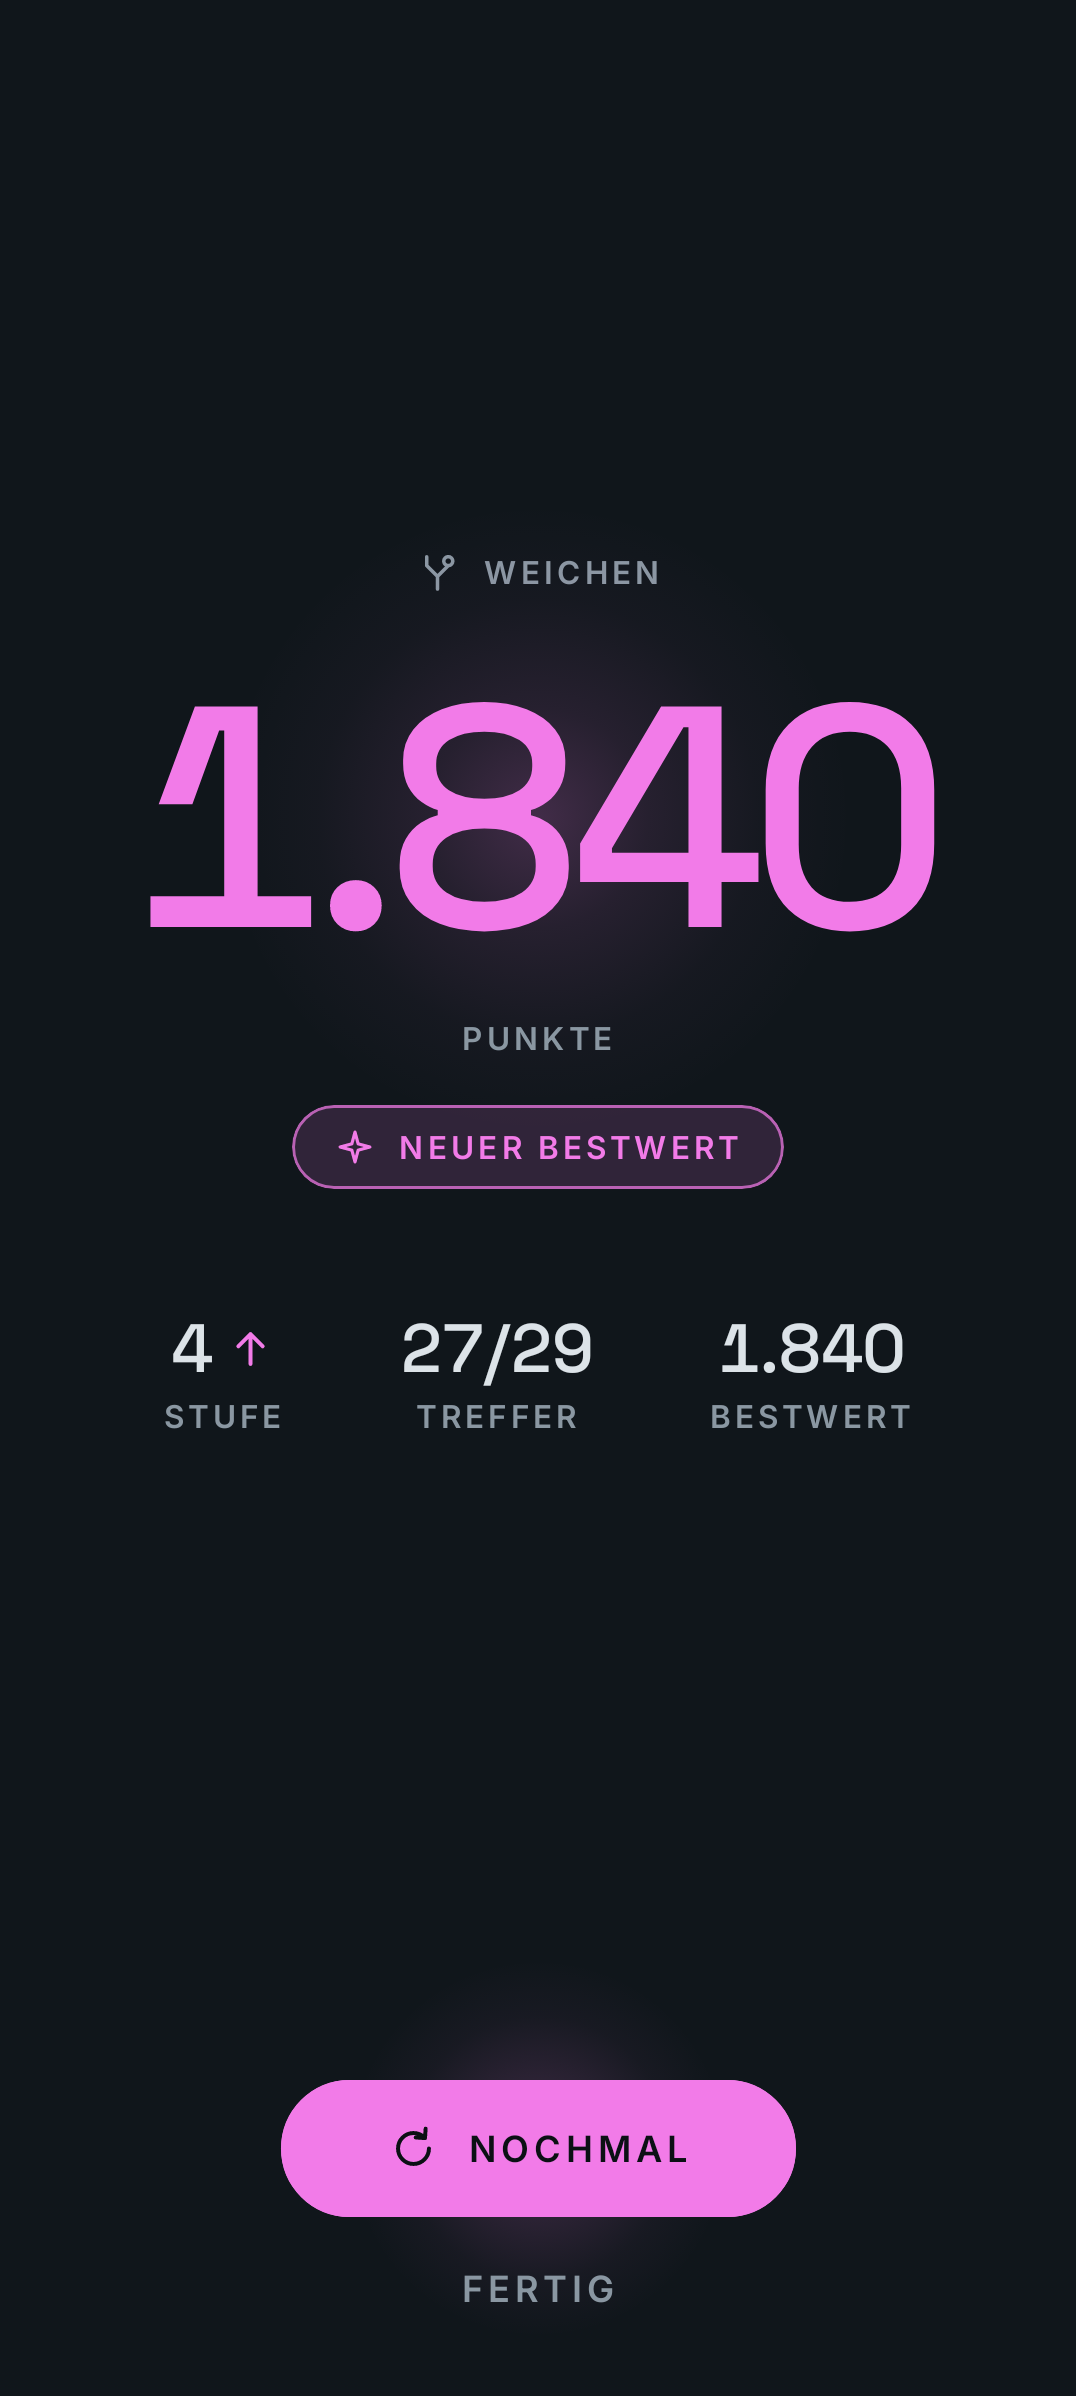 WEICHEN
1.840
PUNKTE
NEUER BESTWERT
4 ↑ 27/29 1.840
STUFE TREFFER BESTWERT
NOCHMAL
FERTIG